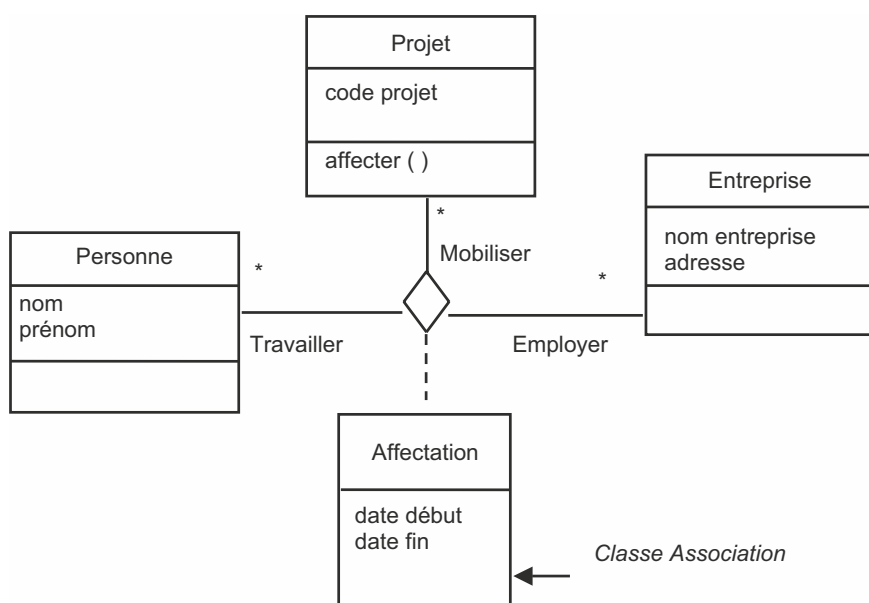 Projet
code projet
affecter ( )
*
Mobiliser
Entreprise
nom entreprise
adresse
*
Employer
Personne
nom
prénom
*
Travailler
Affectation
date début
date fin
Classe Association